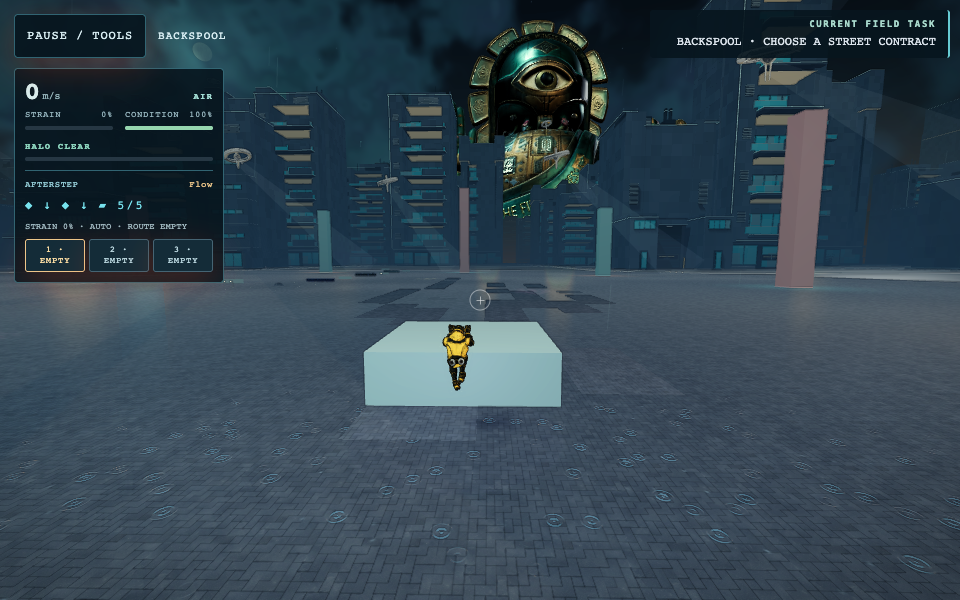 PAUSE / TOOLS
BACKSPOOL
CURRENT FIELD TASK
BACKSPOOL · CHOOSE A STREET CONTRACT
0 m/s
AIR
STRAIN 0%
CONDITION 100%
HALO CLEAR
AFTERSTEP
Flow
5/5
STRAIN 0% · AUTO · ROUTE EMPTY
1 · EMPTY
2 · EMPTY
3 · EMPTY